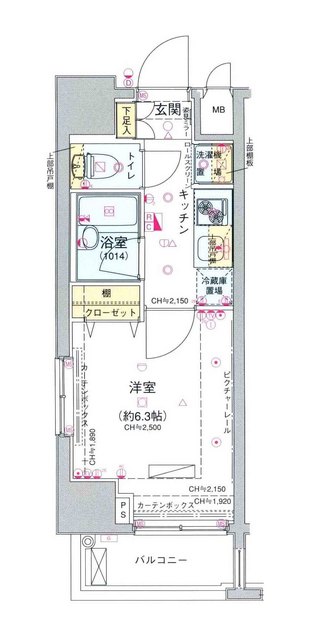 玄関
MB
下足入
姿見ミラー
ロールスクリーン
上部吊戸棚
トイレ
洗濯機
置場
上部棚板
キッチン
浴室
(1014)
R
C
上部吊戸棚
棚
クローゼット
CH≒2,150
冷蔵庫
置場
カーテンボックス
CH≒1,890
洋室
(約6.3帖)
CH≒2,500
ピクチャーレール
CH≒2,150
CH≒1,920
カーテンボックス
PS
バルコニー